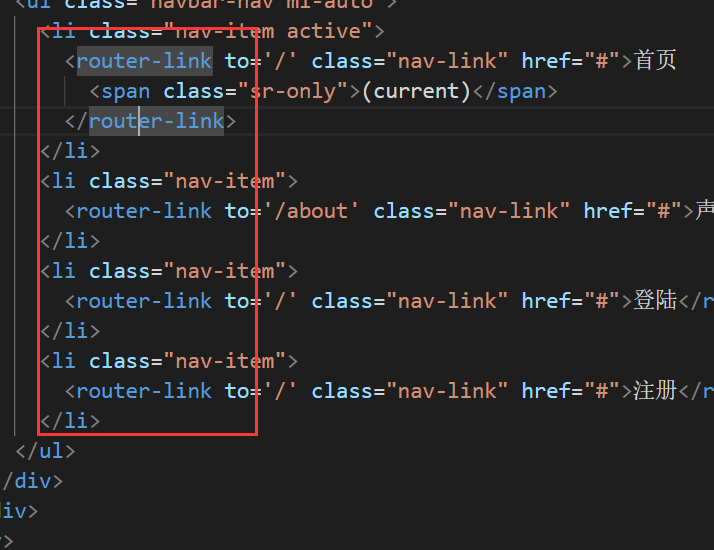 <ul class="navbar-nav ml-auto">
<li class="nav-item active">
<router-link to='/' class="nav-link" href="#">首页
<span class="sr-only">(current)</span>
</router-link>
</li>
<li class="nav-item">
<router-link to='/about' class="nav-link" href="#">声
</li>
<li class="nav-item">
<router-link to='/' class="nav-link" href="#">登陆</r
</li>
<li class="nav-item">
<router-link to='/' class="nav-link" href="#">注册</r
</li>
</ul>
/div>
div>
>